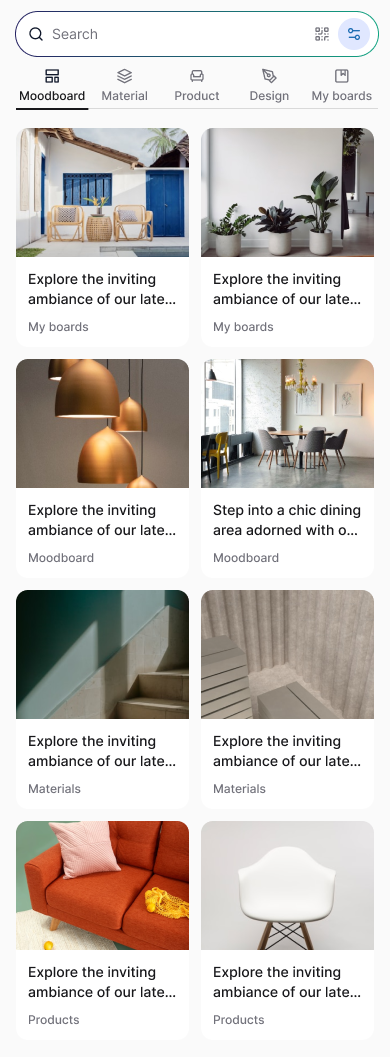 Search
Moodboard
Material
Product
Design
My boards
Explore the inviting
ambiance of our late...
My boards
Explore the inviting
ambiance of our late...
My boards
Explore the inviting
ambiance of our late...
Moodboard
Step into a chic dining
area adorned with o...
Moodboard
Explore the inviting
ambiance of our late...
Materials
Explore the inviting
ambiance of our late...
Materials
Explore the inviting
ambiance of our late...
Products
Explore the inviting
ambiance of our late...
Products